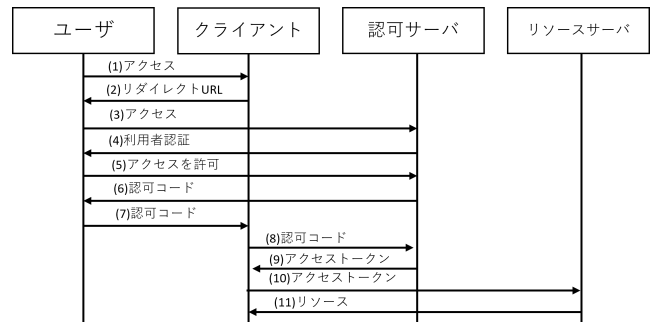 ユーザ
クライアント
認可サーバ
リソースサーバ
(1)アクセス
(2)リダイレクトURL
(3)アクセス
(4)利用者認証
(5)アクセスを許可
(6)認可コード
(7)認可コード
(8)認可コード
(9)アクセストークン
(10)アクセストークン
(11)リソース